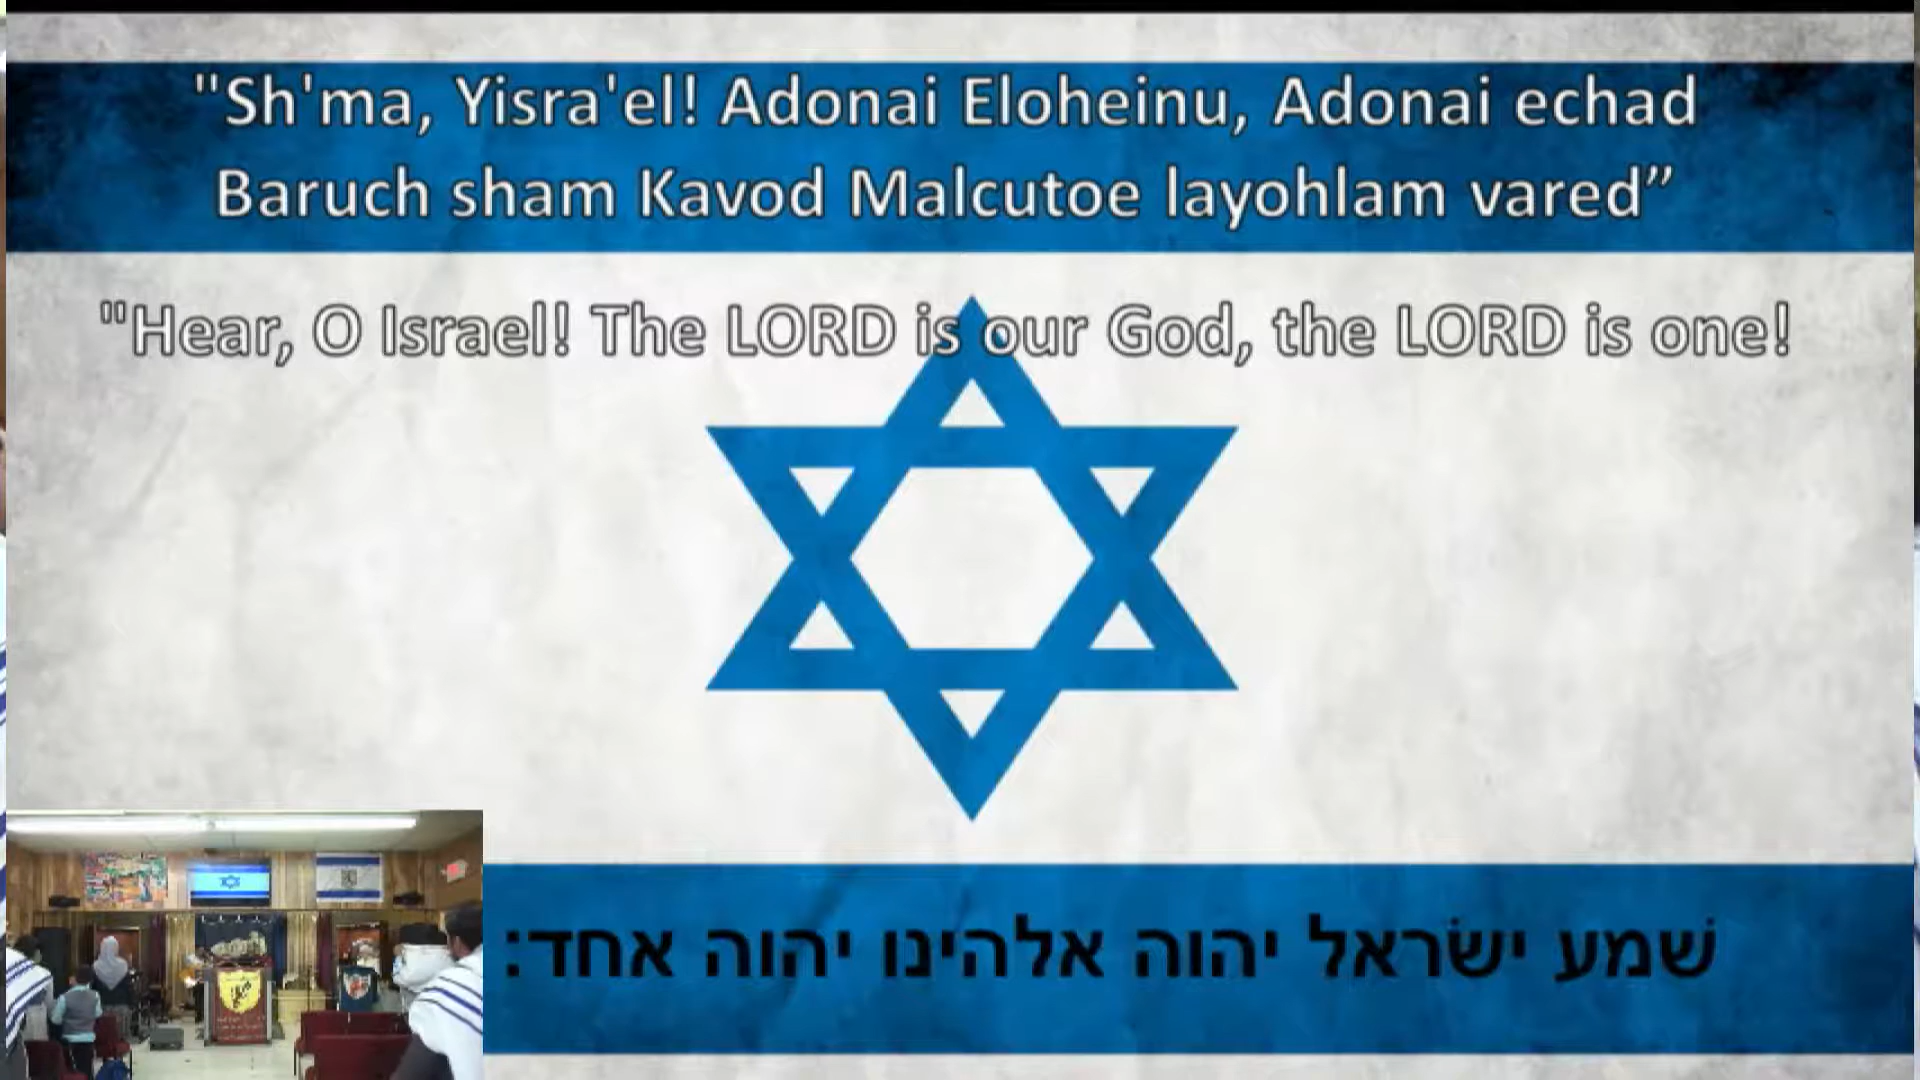 "Sh'ma, Yisra'el! Adonai Eloheinu, Adonai echad
Baruch sham Kavod Malcutoe layohlam vared”
"Hear, O Israel! The LORD is our God, the LORD is one!
שׁמע ישׂראל יהוה אלהינו יהוה אחד: